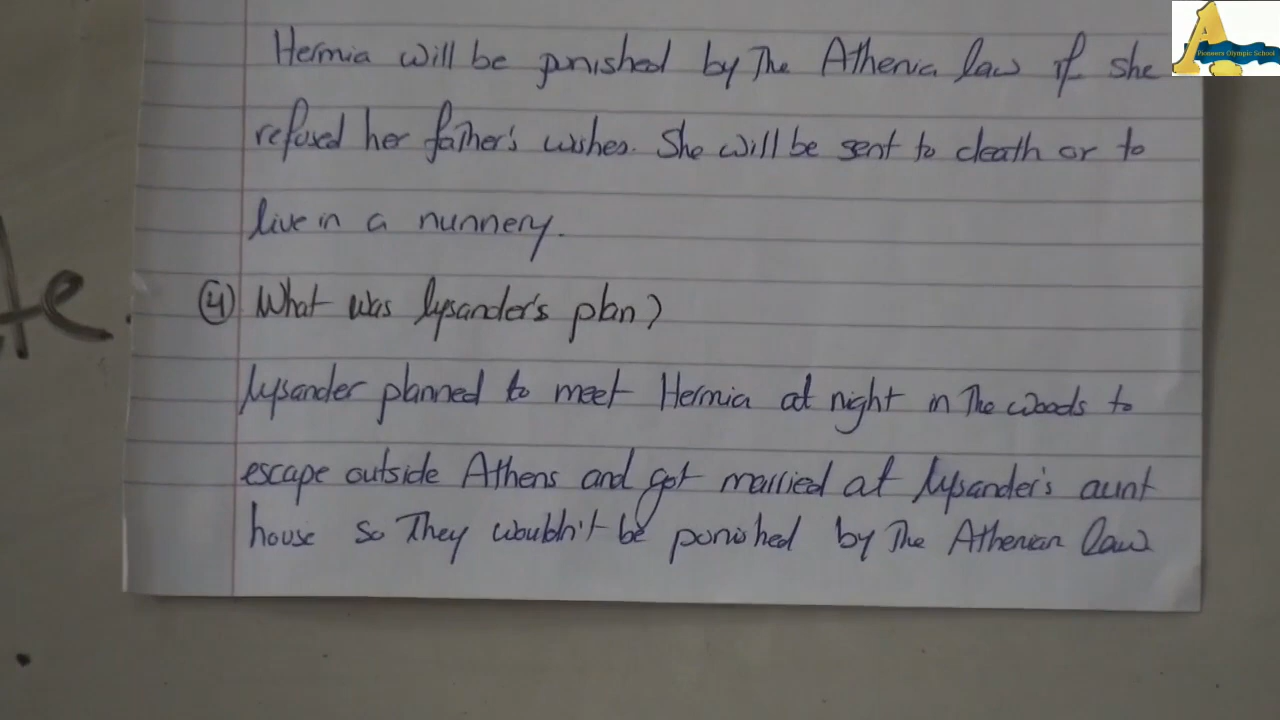 Pioneers Olympic School
Hermia will be punished by The Athenia law if she
refused her father's wishes. She will be sent to death or to
live in a nunnery.
④ What was lysander's plan?
lysander planned to meet Hermia at night in The woods to
escape outside Athens and got married at lysander's aunt
house so They wouldn't be punished by The Athenian law